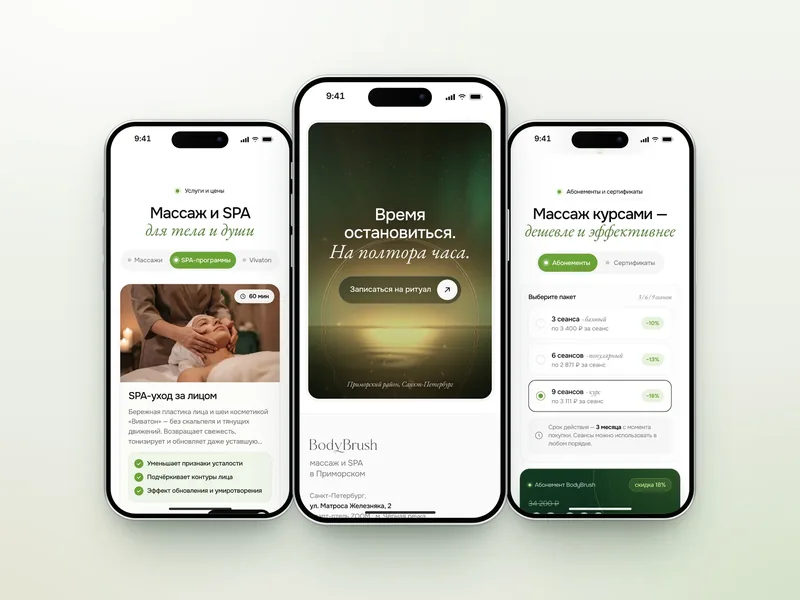 9:41
Услуги и цены
Массаж и SPA
для тела и души
Массажи
SPA-программы
Vivaton
60 мин
SPA-уход за лицом
Бережная пластика лица и шеи косметикой
«Виватон» — без скальпеля и тянущих
движений. Возвращает свежесть,
тонизирует и обновляет даже уставшую...
Уменьшает признаки усталости
Подчёркивает контуры лица
Эффект обновления и умиротворения
9:41
Время
остановиться.
На полтора часа.
Записаться на ритуал
Приморский район, Санкт-Петербург
BodyBrush
массаж и SPA
в Приморском
Санкт-Петербург,
ул. Матроса Железняка, 2
9:41
Абонементы и сертификаты
Массаж курсами —
дешевле и эффективнее
Абонементы
Сертификаты
Выберите пакет
3 / 6 / 9 сеансов
3 сеанса · базовый
по 3 400 ₽ за сеанс
−10%
6 сеансов · популярный
по 2 871 ₽ за сеанс
−13%
9 сеансов · курс
по 3 111 ₽ за сеанс
−18%
Срок действия — 3 месяца с момента
покупки. Сеансы можно использовать в
любом порядке.
Абонемент BodyBrush
скидка 18%
34 200 ₽